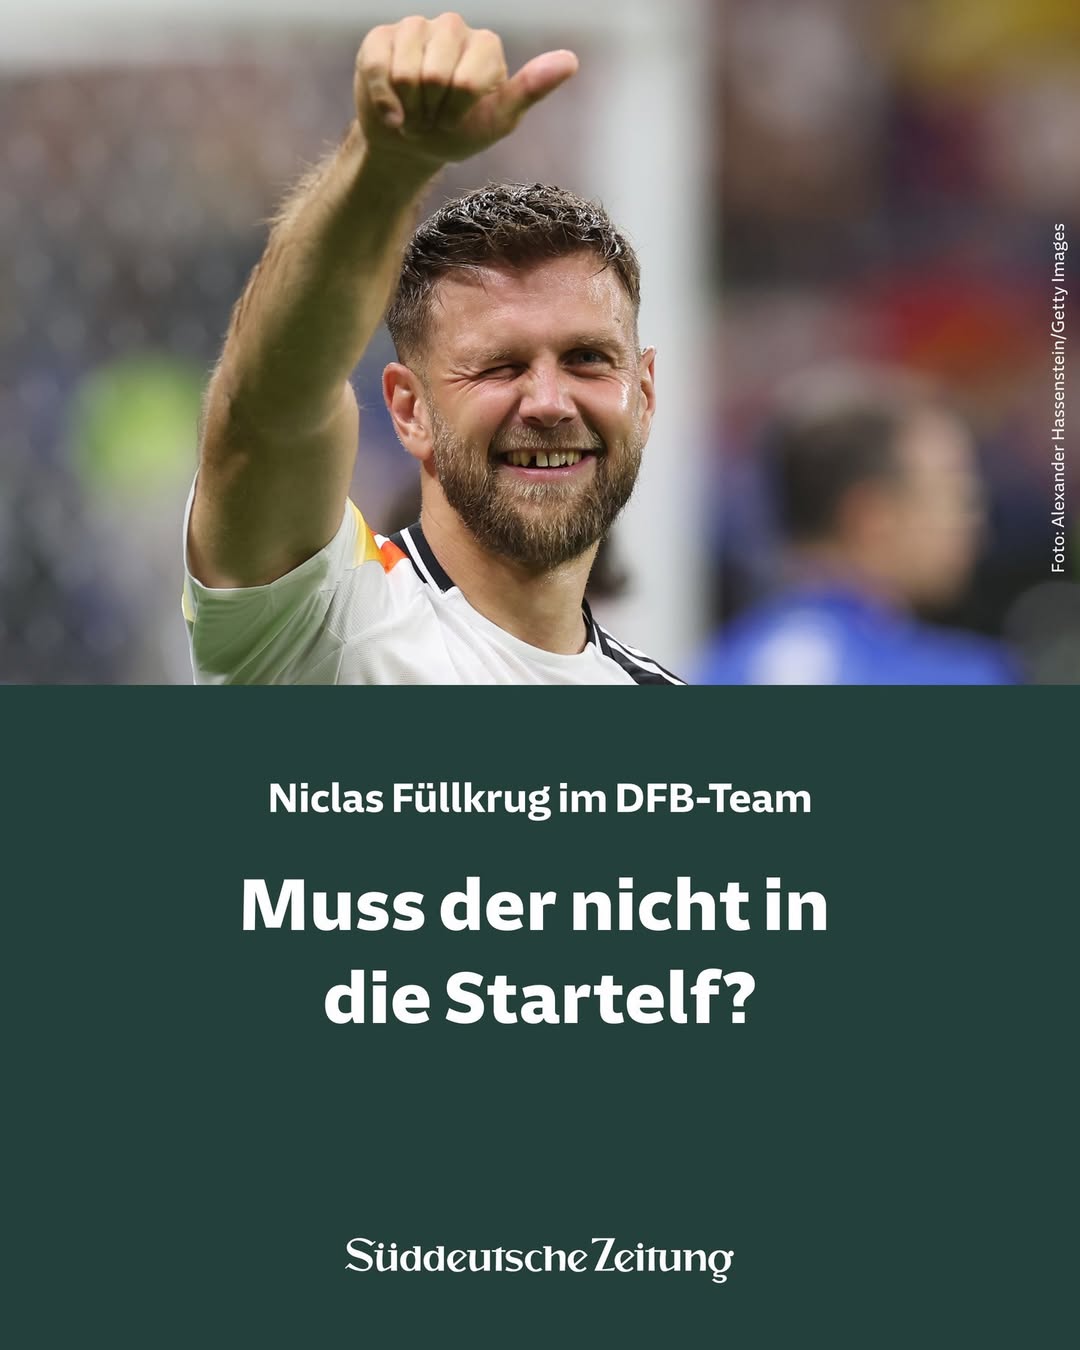 Foto: Alexander Hassenstein/Getty Images
Niclas Füllkrug im DFB-Team
Muss der nicht in
die Startelf?
Süddeutsche Zeitung